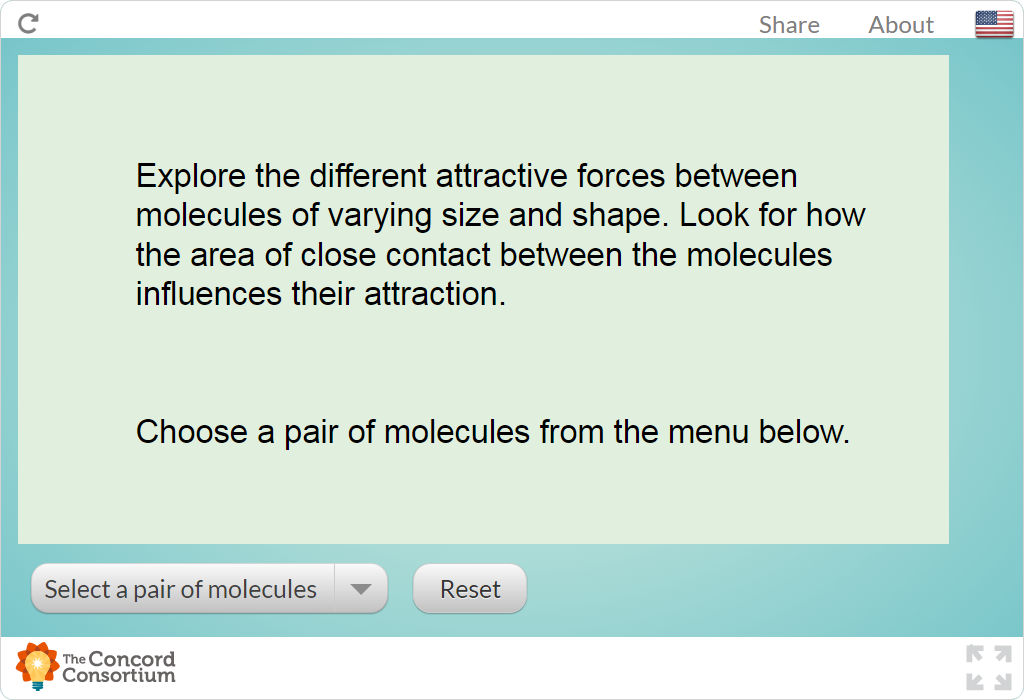 Share About
Explore the different attractive forces between
molecules of varying size and shape. Look for how
the area of close contact between the molecules
influences their attraction.
Choose a pair of molecules from the menu below.
Select a pair of molecules Reset
The Concord
Consortium